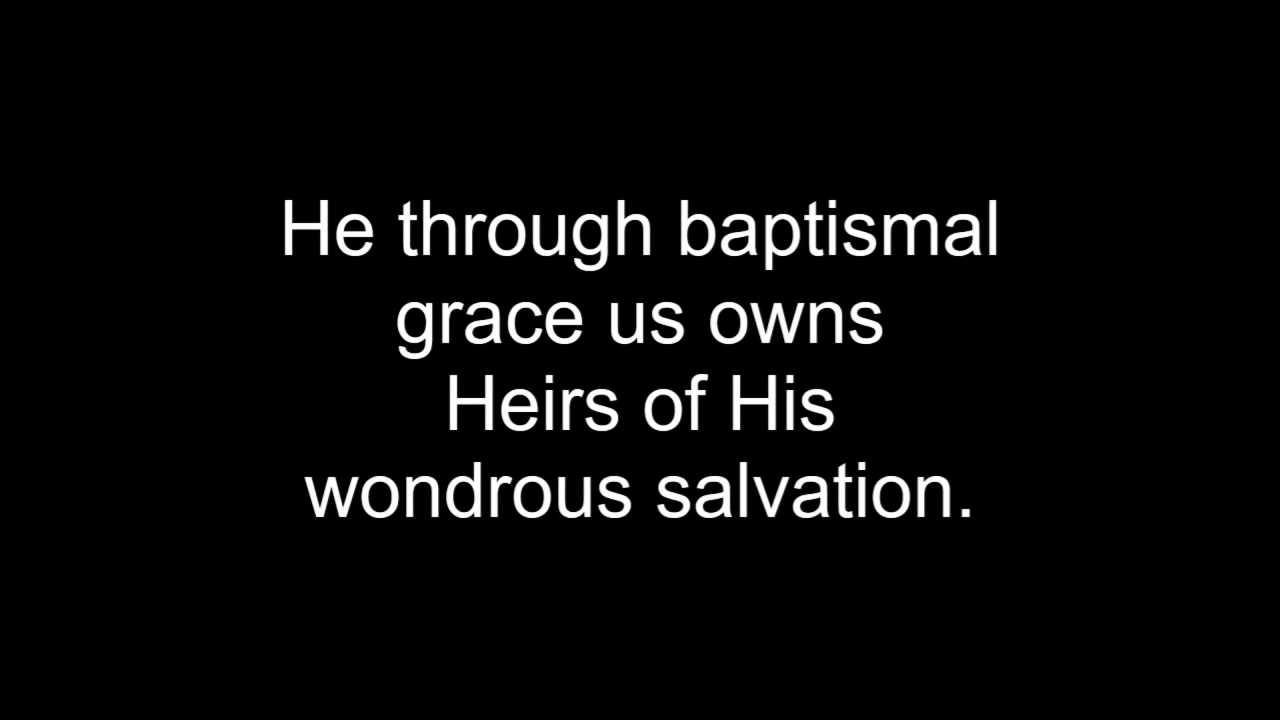 He through baptismal
grace us owns
Heirs of His
wondrous salvation.